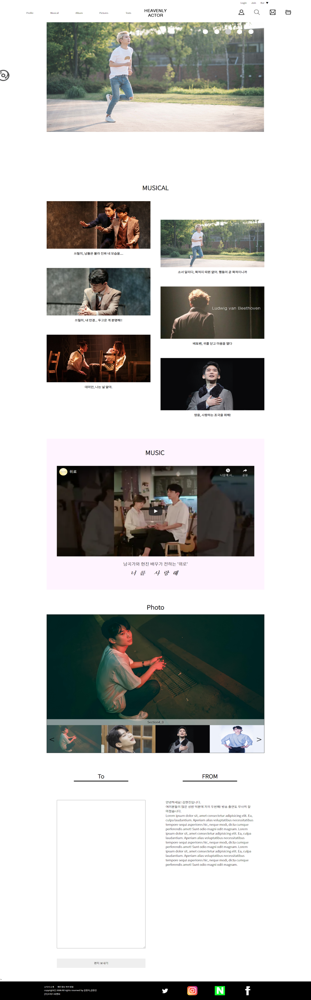 Login Join Kor ▼
Profile Musical Album Pictures Texts
HEAVENLY
ACTOR
MUSICAL
쓰릴미, 남들은 몰라 진짜 네 모습을....
소녀 달리다, 목적지 따윈 없어. 행동이 곧 목적이니까
쓰릴미, 내 안경... 두고온 게 분명해!!
Ludwig van Beethoven
베토벤, 귀를 닫고 마음을 열다
데미안, 나는 널 알아.
영웅, 사랑하는 조국을 위해!
MUSIC
위로
나중에 시...
공유
남곡가와 현진 배우가 전하는 '위로'
너를 사랑해
Photo
Section4_0
< >
To
FROM
안녕하세요! 김현진입니다.
여러분들의 많은 성원 덕분에 저의 두번째! 방송 출연도 무사히 잘
마쳤습니다.
Lorem ipsum dolor sit, amet consectetur adipisicing elit. Ea,
culpa laudantium. Aperiam alias voluptatibus necessitatibus
tempore sequi asperiores hic, neque modi, dicta cumque
perferendis amet! Sunt odio magni odit magnam. Lorem
ipsum dolor sit, amet consectetur adipisicing elit. Ea, culpa
laudantium. Aperiam alias voluptatibus necessitatibus
tempore sequi asperiores hic, neque modi, dicta cumque
perferendis amet! Sunt odio magni odit magnam. Lorem
ipsum dolor sit, amet consectetur adipisicing elit. Ea, culpa
laudantium. Aperiam alias voluptatibus necessitatibus
tempore sequi asperiores hic, neque modi, dicta cumque
perferendis amet! Sunt odio magni odit magnam.
편지 보내기
>
소속사 소개 개인 정보 처리 방침
copyrightⓒ 2008 All rights reserved by 김현목,김현진
(주)오차드씨앤씨
N
f